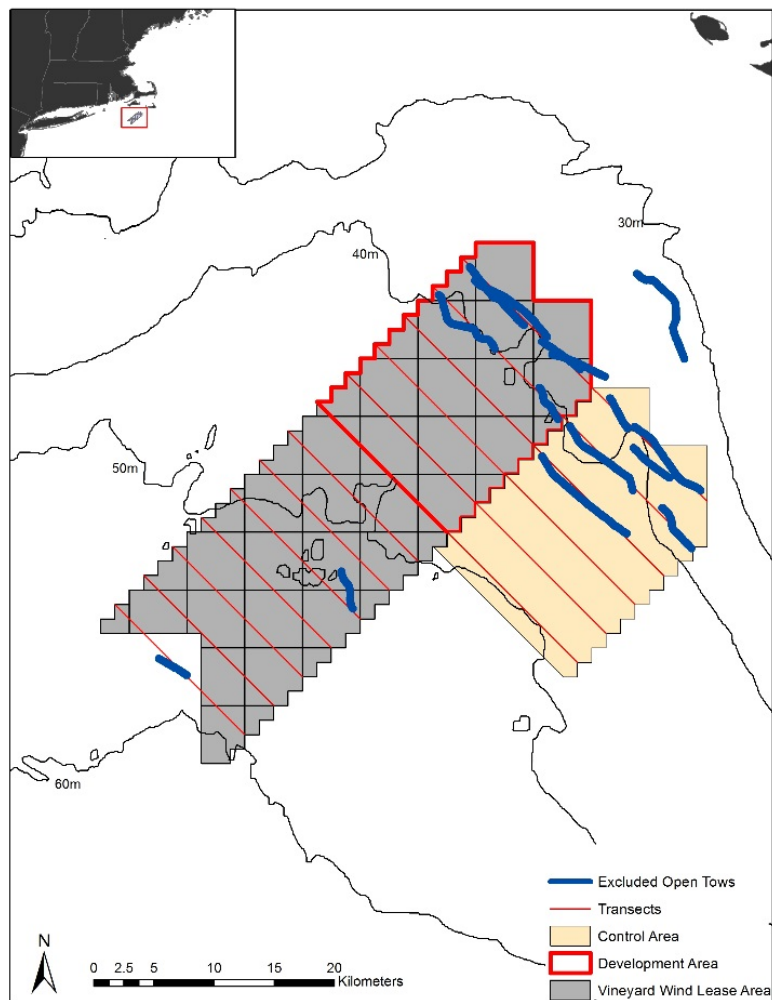 30m
40m
50m
60m
Excluded Open Tows
Transects
Control Area
Development Area
Vineyard Wind Lease Area
N
0 2.5 5 10 15 20
Kilometers